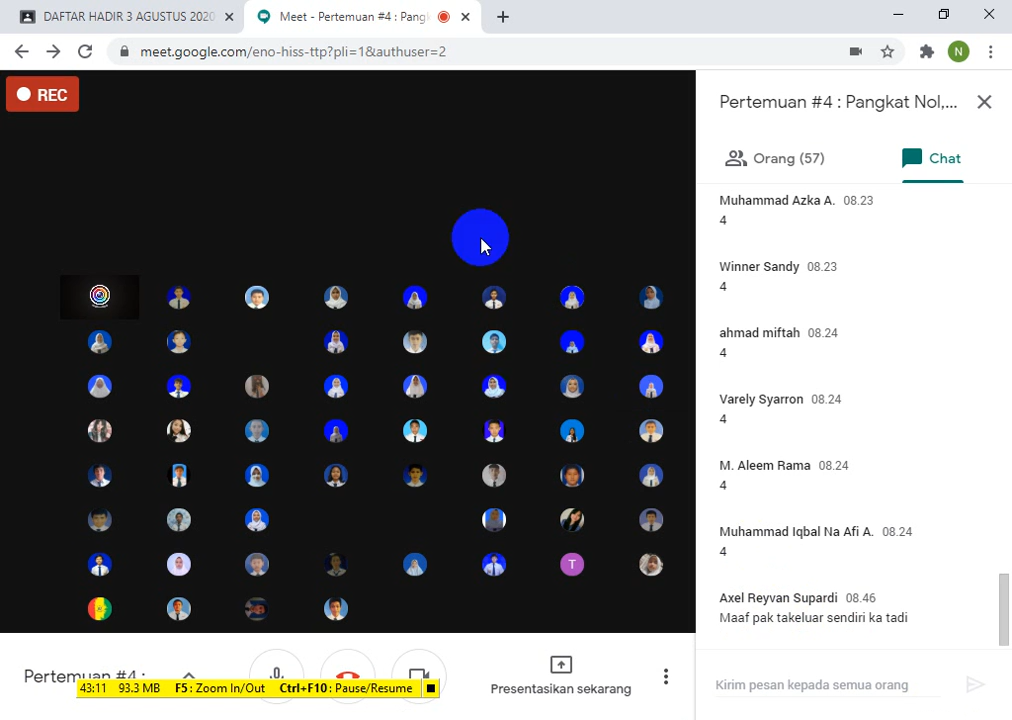 DAFTAR HADIR 3 AGUSTUS 2020
Meet - Pertemuan #4 : Pangk
meet.google.com/eno-hiss-ttp?pli=1&authuser=2
N
REC
Pertemuan #4 : Pangkat Nol,...
Orang (57)
Chat
Muhammad Azka A. 08.23
4
Winner Sandy 08.23
4
ahmad miftah 08.24
4
Varely Syarron 08.24
4
M. Aleem Rama 08.24
4
Muhammad Iqbal Na Afi A. 08.24
4
Axel Reyvan Supardi 08.46
Maaf pak takeluar sendiri ka tadi
T
Pertemuan #4 :
43:11 93.3 MB F5: Zoom In/Out Ctrl+F10: Pause/Resume
Presentasikan sekarang
Kirim pesan kepada semua orang